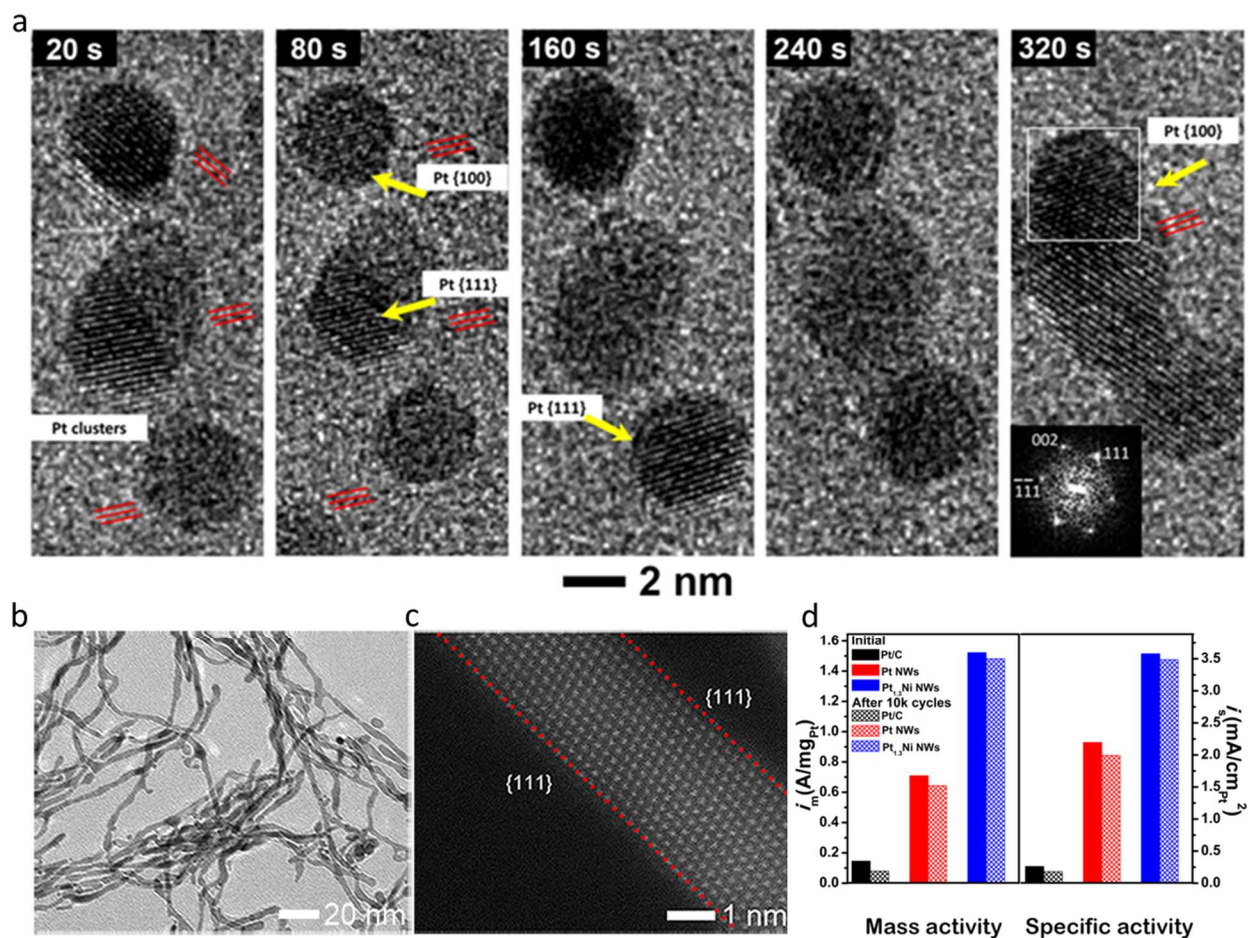 a
20 s
80 s
160 s
240 s
320 s
Pt {100}
Pt {100}
Pt {111}
Pt {111}
Pt clusters
002
111
1̅1̅1
2 nm
b
20 nm
c
{111}
{111}
1 nm
d
Initial
Pt/C
Pt NWs
Pt1.3Ni NWs
After 10k cycles
Pt/C
Pt NWs
Pt1.3Ni NWs
1.6
1.4
1.2
1.0
0.8
0.6
0.4
0.2
0.0
im(A/mgPt)
3.5
3.0
2.5
2.0
1.5
1.0
0.5
0.0
is(mA/cm²Pt)
Mass activity
Specific activity